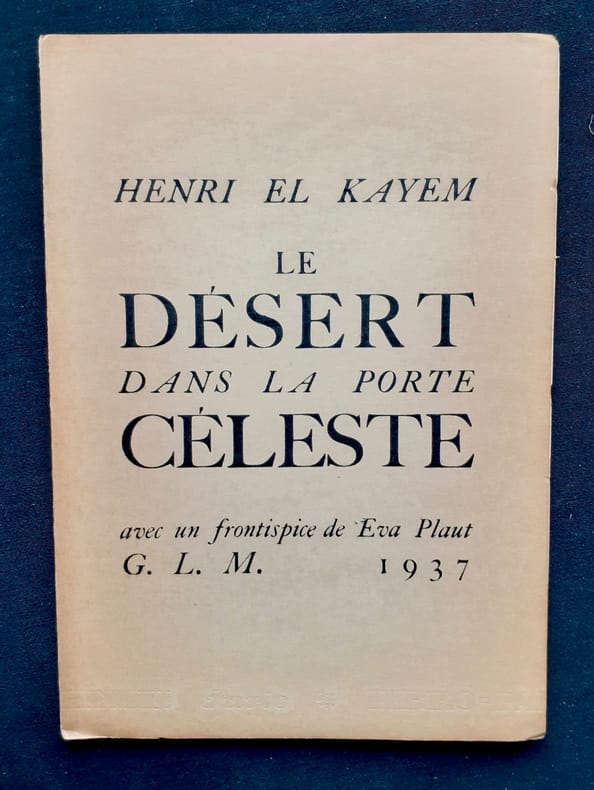 HENRI EL KAYEM
LE
DÉSERT
DANS LA PORTE
CÉLESTE
avec un frontispice de Eva Plaut
G. L. M. 1937